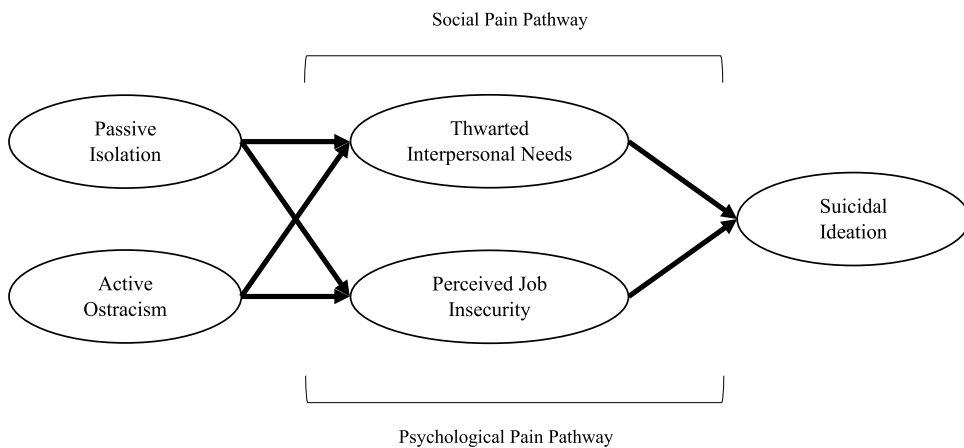 Social Pain Pathway
Passive
Isolation
Thwarted
Interpersonal Needs
Suicidal
Ideation
Active
Ostracism
Perceived Job
Insecurity
Psychological Pain Pathway